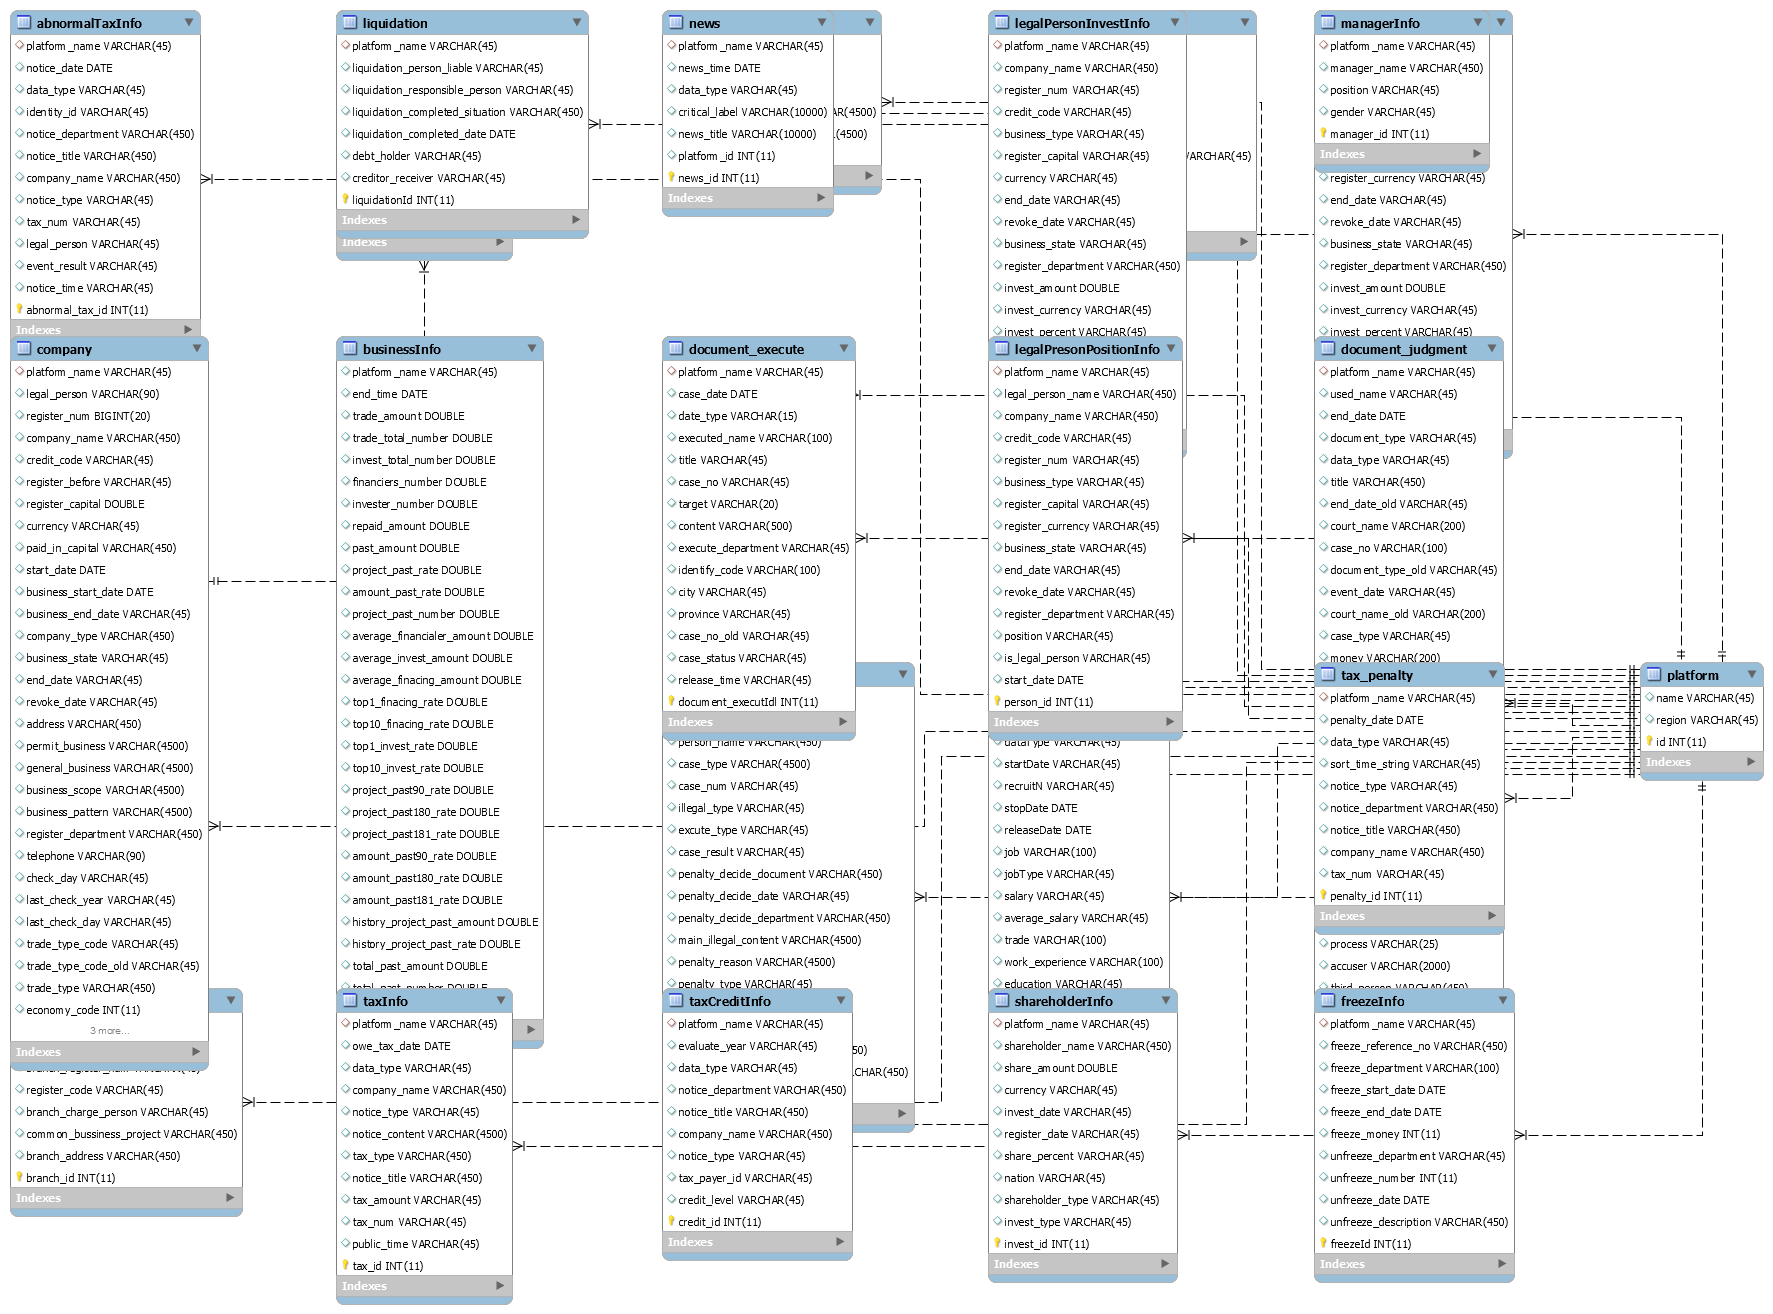 abnormalTaxInfo
platform_name VARCHAR(45)
notice_date DATE
data_type VARCHAR(45)
identity_id VARCHAR(45)
notice_department VARCHAR(450)
notice_title VARCHAR(450)
company_name VARCHAR(450)
notice_type VARCHAR(45)
tax_num VARCHAR(45)
legal_person VARCHAR(45)
event_result VARCHAR(45)
notice_time VARCHAR(45)
abnormal_tax_id INT(11)
Indexes
liquidation
platform_name VARCHAR(45)
liquidation_person_liable VARCHAR(45)
liquidation_responsible_person VARCHAR(45)
liquidation_completed_situation VARCHAR(450)
liquidation_completed_date DATE
debt_holder VARCHAR(45)
creditor_receiver VARCHAR(45)
liquidationId INT(11)
Indexes
Indexes
news
platform_name VARCHAR(45)
news_time DATE
data_type VARCHAR(45)
critical_label VARCHAR(10000)
news_title VARCHAR(10000)
platform_id INT(11)
news_id INT(11)
Indexes
(4500)
(4500)
legalPersonInvestInfo
platform_name VARCHAR(45)
company_name VARCHAR(450)
register_num VARCHAR(45)
credit_code VARCHAR(45)
business_type VARCHAR(45)
register_capital VARCHAR(45)
currency VARCHAR(45)
end_date VARCHAR(45)
revoke_date VARCHAR(45)
business_state VARCHAR(45)
register_department VARCHAR(450)
invest_amount DOUBLE
invest_currency VARCHAR(45)
invest_percent VARCHAR(45)
VARCHAR(45)
managerInfo
platform_name VARCHAR(45)
manager_name VARCHAR(450)
position VARCHAR(45)
gender VARCHAR(45)
manager_id INT(11)
Indexes
register_currency VARCHAR(45)
end_date VARCHAR(45)
revoke_date VARCHAR(45)
business_state VARCHAR(45)
register_department VARCHAR(450)
invest_amount DOUBLE
invest_currency VARCHAR(45)
invest_percent VARCHAR(45)
company
platform_name VARCHAR(45)
legal_person VARCHAR(90)
register_num BIGINT(20)
company_name VARCHAR(450)
credit_code VARCHAR(45)
register_before VARCHAR(45)
register_capital DOUBLE
currency VARCHAR(45)
paid_in_capital VARCHAR(450)
start_date DATE
business_start_date DATE
business_end_date VARCHAR(45)
company_type VARCHAR(450)
business_state VARCHAR(45)
end_date VARCHAR(45)
revoke_date VARCHAR(45)
address VARCHAR(450)
permit_business VARCHAR(4500)
general_business VARCHAR(4500)
business_scope VARCHAR(4500)
business_pattern VARCHAR(4500)
register_department VARCHAR(450)
telephone VARCHAR(90)
check_day VARCHAR(45)
last_check_year VARCHAR(45)
last_check_day VARCHAR(45)
trade_type_code VARCHAR(45)
trade_type_code_old VARCHAR(45)
trade_type VARCHAR(450)
economy_code INT(11)
3 more...
Indexes
register_code VARCHAR(45)
branch_charge_person VARCHAR(45)
common_bussiness_project VARCHAR(450)
branch_address VARCHAR(450)
branch_id INT(11)
Indexes
businessInfo
platform_name VARCHAR(45)
end_time DATE
trade_amount DOUBLE
trade_total_number DOUBLE
invest_total_number DOUBLE
financiers_number DOUBLE
invester_number DOUBLE
repaid_amount DOUBLE
past_amount DOUBLE
project_past_rate DOUBLE
amount_past_rate DOUBLE
project_past_number DOUBLE
average_financialer_amount DOUBLE
average_invest_amount DOUBLE
average_finacing_amount DOUBLE
top1_finacing_rate DOUBLE
top10_finacing_rate DOUBLE
top1_invest_rate DOUBLE
top10_invest_rate DOUBLE
project_past90_rate DOUBLE
project_past180_rate DOUBLE
project_past181_rate DOUBLE
amount_past90_rate DOUBLE
amount_past180_rate DOUBLE
amount_past181_rate DOUBLE
history_project_past_amount DOUBLE
history_project_past_rate DOUBLE
total_past_amount DOUBLE
total_past_number DOUBLE
document_execute
platform_name VARCHAR(45)
case_date DATE
date_type VARCHAR(15)
executed_name VARCHAR(100)
title VARCHAR(45)
case_no VARCHAR(45)
target VARCHAR(20)
content VARCHAR(500)
execute_department VARCHAR(45)
identify_code VARCHAR(100)
city VARCHAR(45)
province VARCHAR(45)
case_no_old VARCHAR(45)
case_status VARCHAR(45)
release_time VARCHAR(45)
document_executIdl INT(11)
Indexes
person_name VARCHAR(450)
case_type VARCHAR(4500)
case_num VARCHAR(45)
illegal_type VARCHAR(45)
excute_type VARCHAR(45)
case_result VARCHAR(45)
penalty_decide_document VARCHAR(450)
penalty_decide_date VARCHAR(45)
penalty_decide_department VARCHAR(450)
main_illegal_content VARCHAR(4500)
penalty_reason VARCHAR(4500)
penalty_type VARCHAR(45)
legalPresonPositionInfo
platform_name VARCHAR(45)
legal_person_name VARCHAR(450)
company_name VARCHAR(450)
credit_code VARCHAR(45)
register_num VARCHAR(45)
business_type VARCHAR(45)
register_capital VARCHAR(45)
register_currency VARCHAR(45)
business_state VARCHAR(45)
end_date VARCHAR(45)
revoke_date VARCHAR(45)
register_department VARCHAR(45)
position VARCHAR(45)
is_legal_person VARCHAR(45)
start_date DATE
person_id INT(11)
Indexes
dataType VARCHAR(45)
startDate VARCHAR(45)
recruitN VARCHAR(45)
stopDate DATE
releaseDate DATE
job VARCHAR(100)
jobType VARCHAR(45)
salary VARCHAR(45)
average_salary VARCHAR(45)
trade VARCHAR(100)
work_experience VARCHAR(100)
education VARCHAR(45)
document_judgment
platform_name VARCHAR(45)
used_name VARCHAR(45)
end_date DATE
document_type VARCHAR(45)
data_type VARCHAR(45)
title VARCHAR(450)
end_date_old VARCHAR(45)
court_name VARCHAR(200)
case_no VARCHAR(100)
document_type_old VARCHAR(45)
event_date VARCHAR(45)
court_name_old VARCHAR(200)
case_type VARCHAR(45)
money VARCHAR(200)
tax_penalty
platform_name VARCHAR(45)
penalty_date DATE
data_type VARCHAR(45)
sort_time_string VARCHAR(45)
notice_type VARCHAR(45)
notice_department VARCHAR(450)
notice_title VARCHAR(450)
company_name VARCHAR(450)
tax_num VARCHAR(45)
penalty_id INT(11)
Indexes
process VARCHAR(25)
accuser VARCHAR(2000)
third_person VARCHAR(450)
platform
name VARCHAR(45)
region VARCHAR(45)
id INT(11)
Indexes
taxInfo
platform_name VARCHAR(45)
owe_tax_date DATE
data_type VARCHAR(45)
company_name VARCHAR(450)
notice_type VARCHAR(45)
notice_content VARCHAR(4500)
tax_type VARCHAR(450)
notice_title VARCHAR(450)
tax_amount VARCHAR(45)
tax_num VARCHAR(45)
public_time VARCHAR(45)
tax_id INT(11)
Indexes
taxCreditInfo
platform_name VARCHAR(45)
evaluate_year VARCHAR(45)
data_type VARCHAR(45)
notice_department VARCHAR(450)
notice_title VARCHAR(450)
company_name VARCHAR(450)
notice_type VARCHAR(45)
tax_payer_id VARCHAR(45)
credit_level VARCHAR(45)
credit_id INT(11)
Indexes
shareholderInfo
platform_name VARCHAR(45)
shareholder_name VARCHAR(450)
share_amount DOUBLE
currency VARCHAR(45)
invest_date VARCHAR(45)
register_date VARCHAR(45)
share_percent VARCHAR(45)
nation VARCHAR(45)
shareholder_type VARCHAR(45)
invest_type VARCHAR(45)
invest_id INT(11)
Indexes
freezeInfo
platform_name VARCHAR(45)
freeze_reference_no VARCHAR(450)
freeze_department VARCHAR(100)
freeze_start_date DATE
freeze_end_date DATE
freeze_money INT(11)
unfreeze_department VARCHAR(45)
unfreeze_number INT(11)
unfreeze_date DATE
unfreeze_description VARCHAR(450)
freezeId INT(11)
Indexes